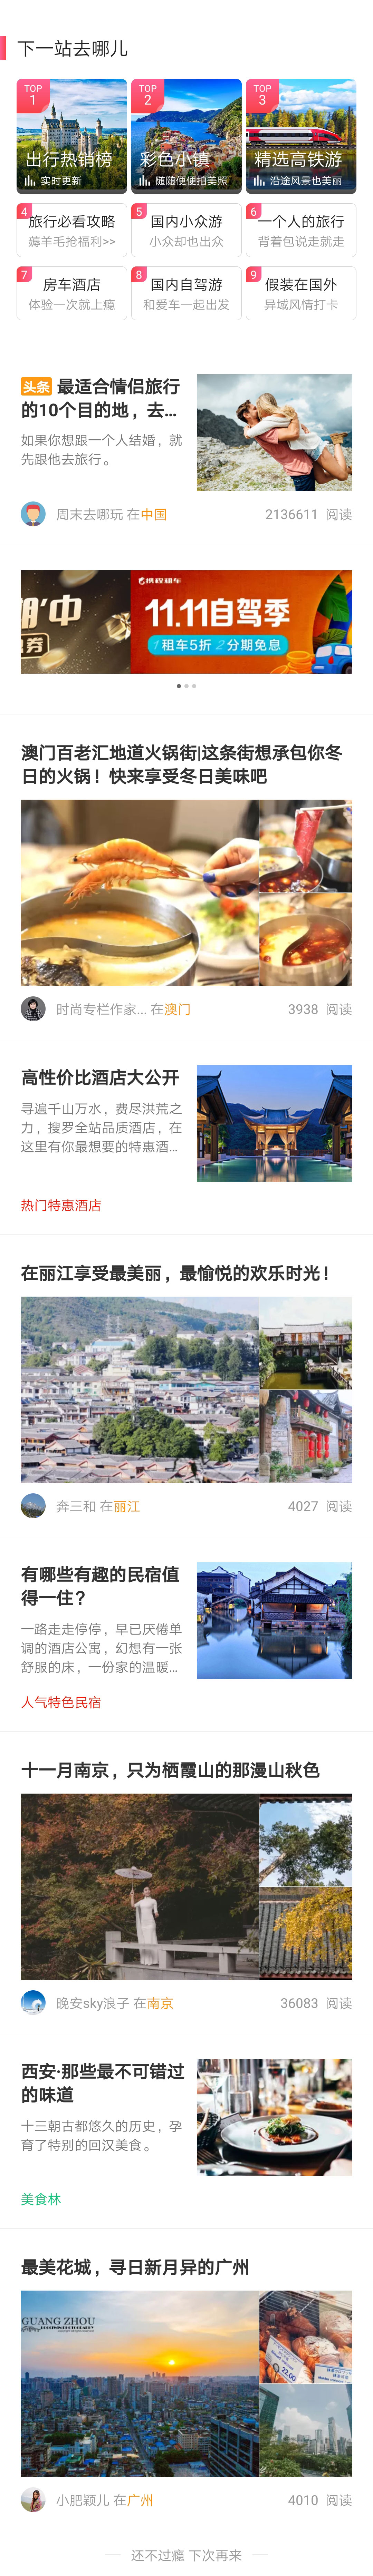 下一站去哪儿
TOP
1
出行热销榜
实时更新
TOP
2
彩色小镇
随随便便拍美照
TOP
3
精选高铁游
沿途风景也美丽
4
旅行必看攻略
薅羊毛抢福利>>
5
国内小众游
小众却也出众
6
一个人的旅行
背着包说走就走
7
房车酒店
体验一次就上瘾
8
国内自驾游
和爱车一起出发
9
假装在国外
异域风情打卡
头条 最适合情侣旅行
的10个目的地，去…
如果你想跟一个人结婚，就
先跟他去旅行。
周末去哪玩 在中国
2136611 阅读
期'中
券
携程租车
11.11自驾季
1 租车5折 2 分期免息
澳门百老汇地道火锅街|这条街想承包你冬
日的火锅！快来享受冬日美味吧
时尚专栏作家... 在澳门
3938 阅读
高性价比酒店大公开
寻遍千山万水，费尽洪荒之
力，搜罗全站品质酒店，在
这里有你最想要的特惠酒…
热门特惠酒店
在丽江享受最美丽，最愉悦的欢乐时光！
奔三和 在丽江
4027 阅读
有哪些有趣的民宿值
得一住？
一路走走停停，早已厌倦单
调的酒店公寓，幻想有一张
舒服的床，一份家的温暖…
人气特色民宿
十一月南京，只为栖霞山的那漫山秋色
晚安sky浪子 在南京
36083 阅读
西安·那些最不可错过
的味道
十三朝古都悠久的历史，孕
育了特别的回汉美食。
美食林
最美花城，寻日新月异的广州
GUANG ZHOU
22.00
小肥颖儿 在广州
4010 阅读
还不过瘾 下次再来